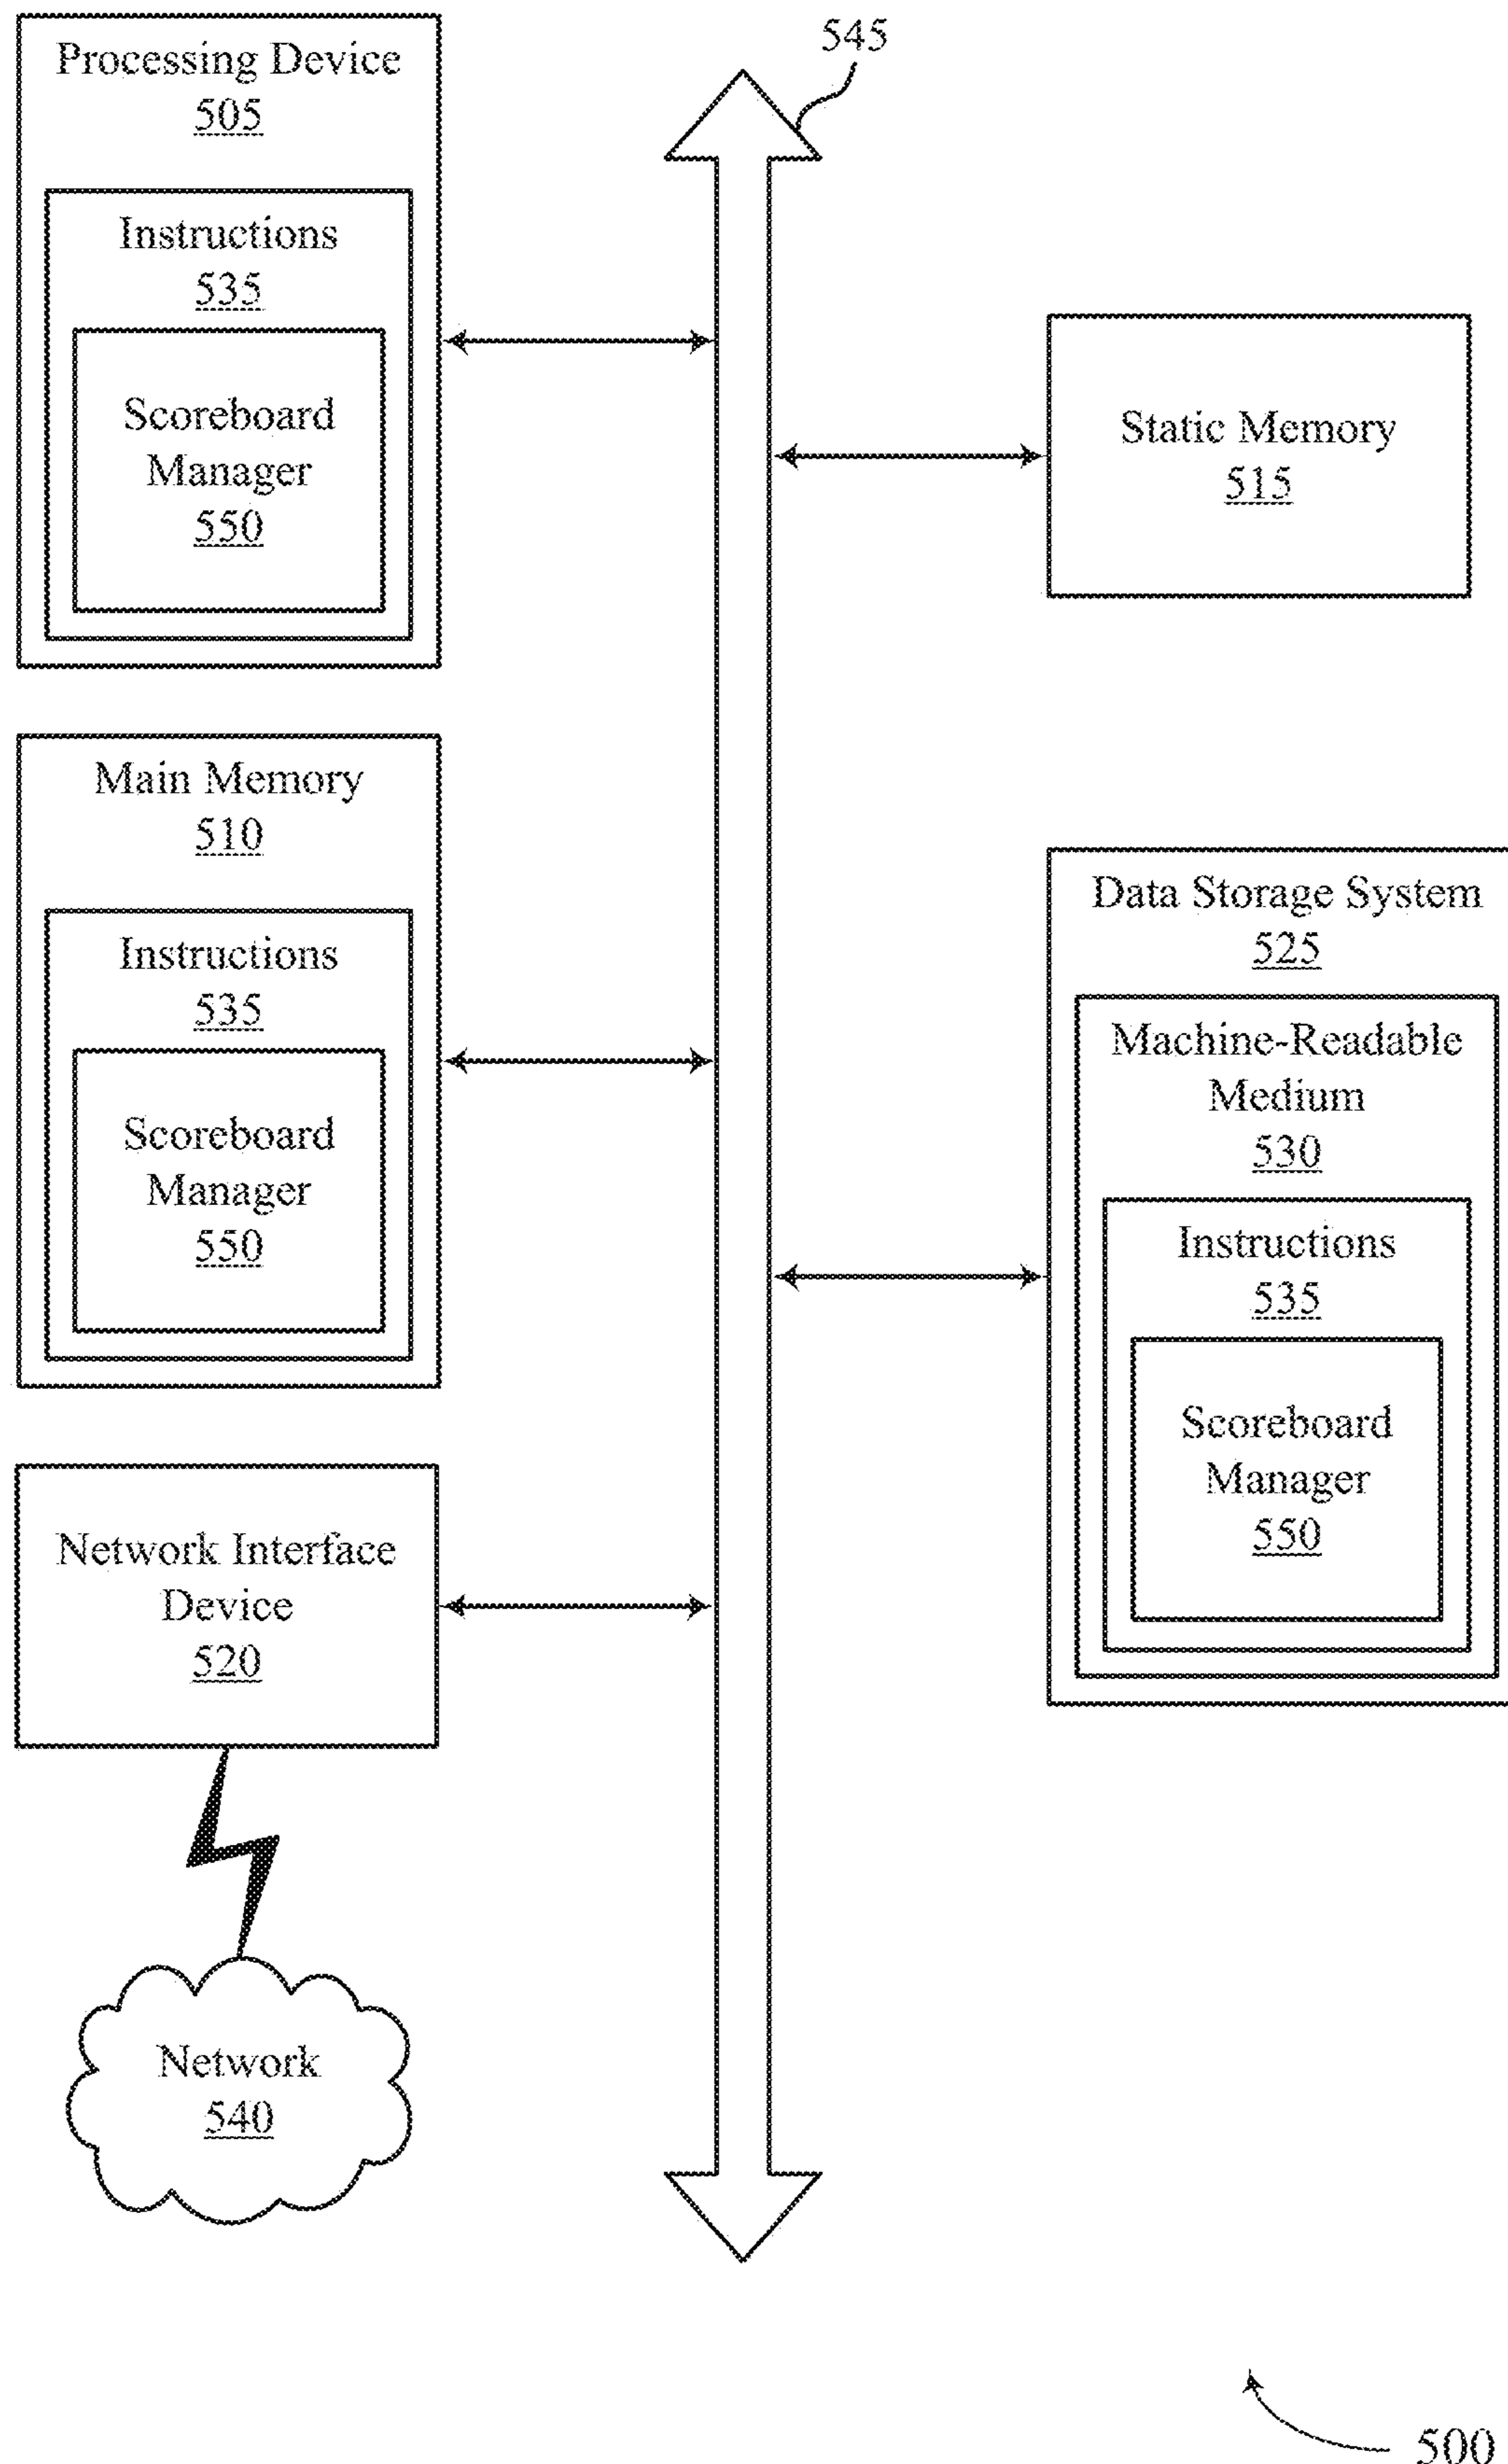 545
Processing Device
505
Instructions
535
Scoreboard
Manager
550
Static Memory
515
Main Memory
510
Instructions
535
Scoreboard
Manager
550
Data Storage System
525
Machine-Readable
Medium
530
Instructions
535
Scoreboard
Manager
550
Network Interface
Device
520
Network
540
500